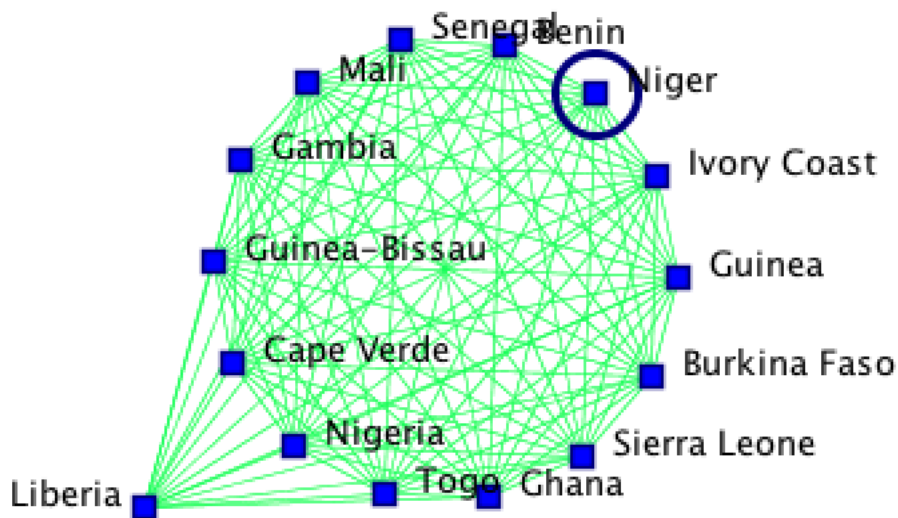 Senegal
Benin
Mali
Niger
Gambia
Ivory Coast
Guinea-Bissau
Guinea
Cape Verde
Burkina Faso
Nigeria
Sierra Leone
Togo
Ghana
Liberia